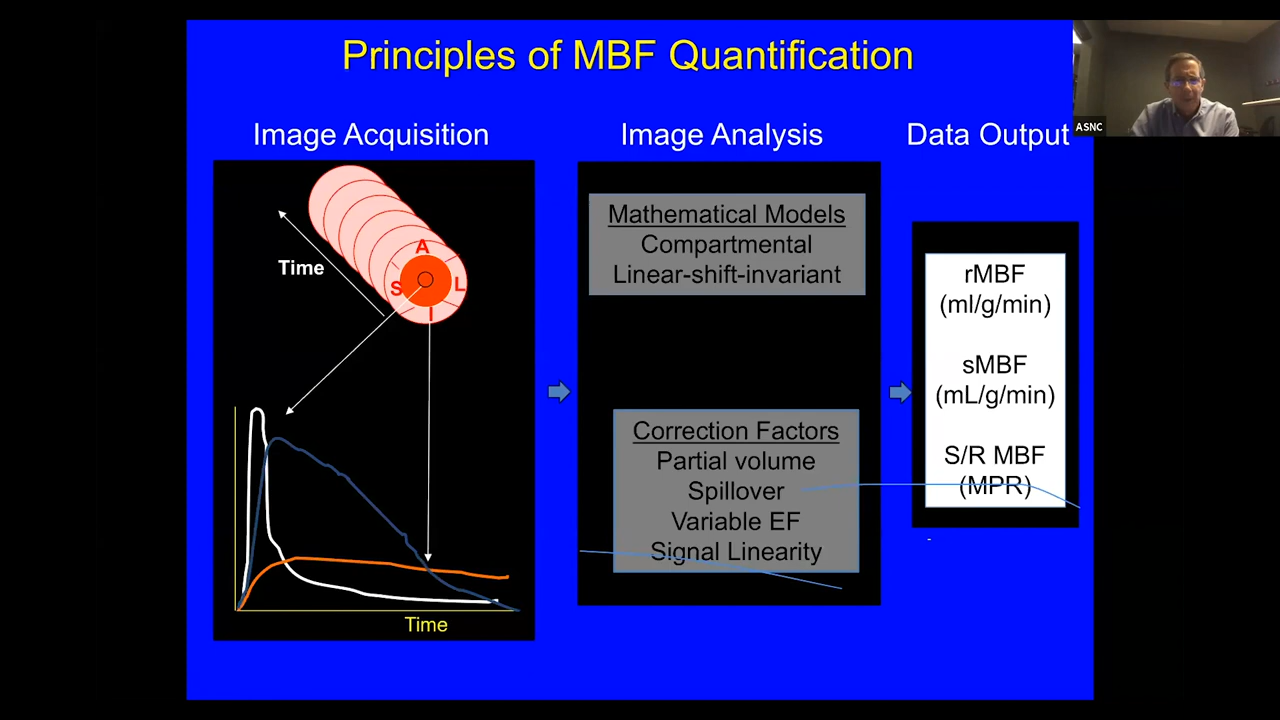 Principles of MBF Quantification
ASNC
Image Acquisition
Image Analysis
Data Output
Time
A
S
L
I
Time
Mathematical Models
Compartmental
Linear-shift-invariant
Correction Factors
Partial volume
Spillover
Variable EF
Signal Linearity
rMBF
(ml/g/min)
sMBF
(mL/g/min)
S/R MBF
(MPR)